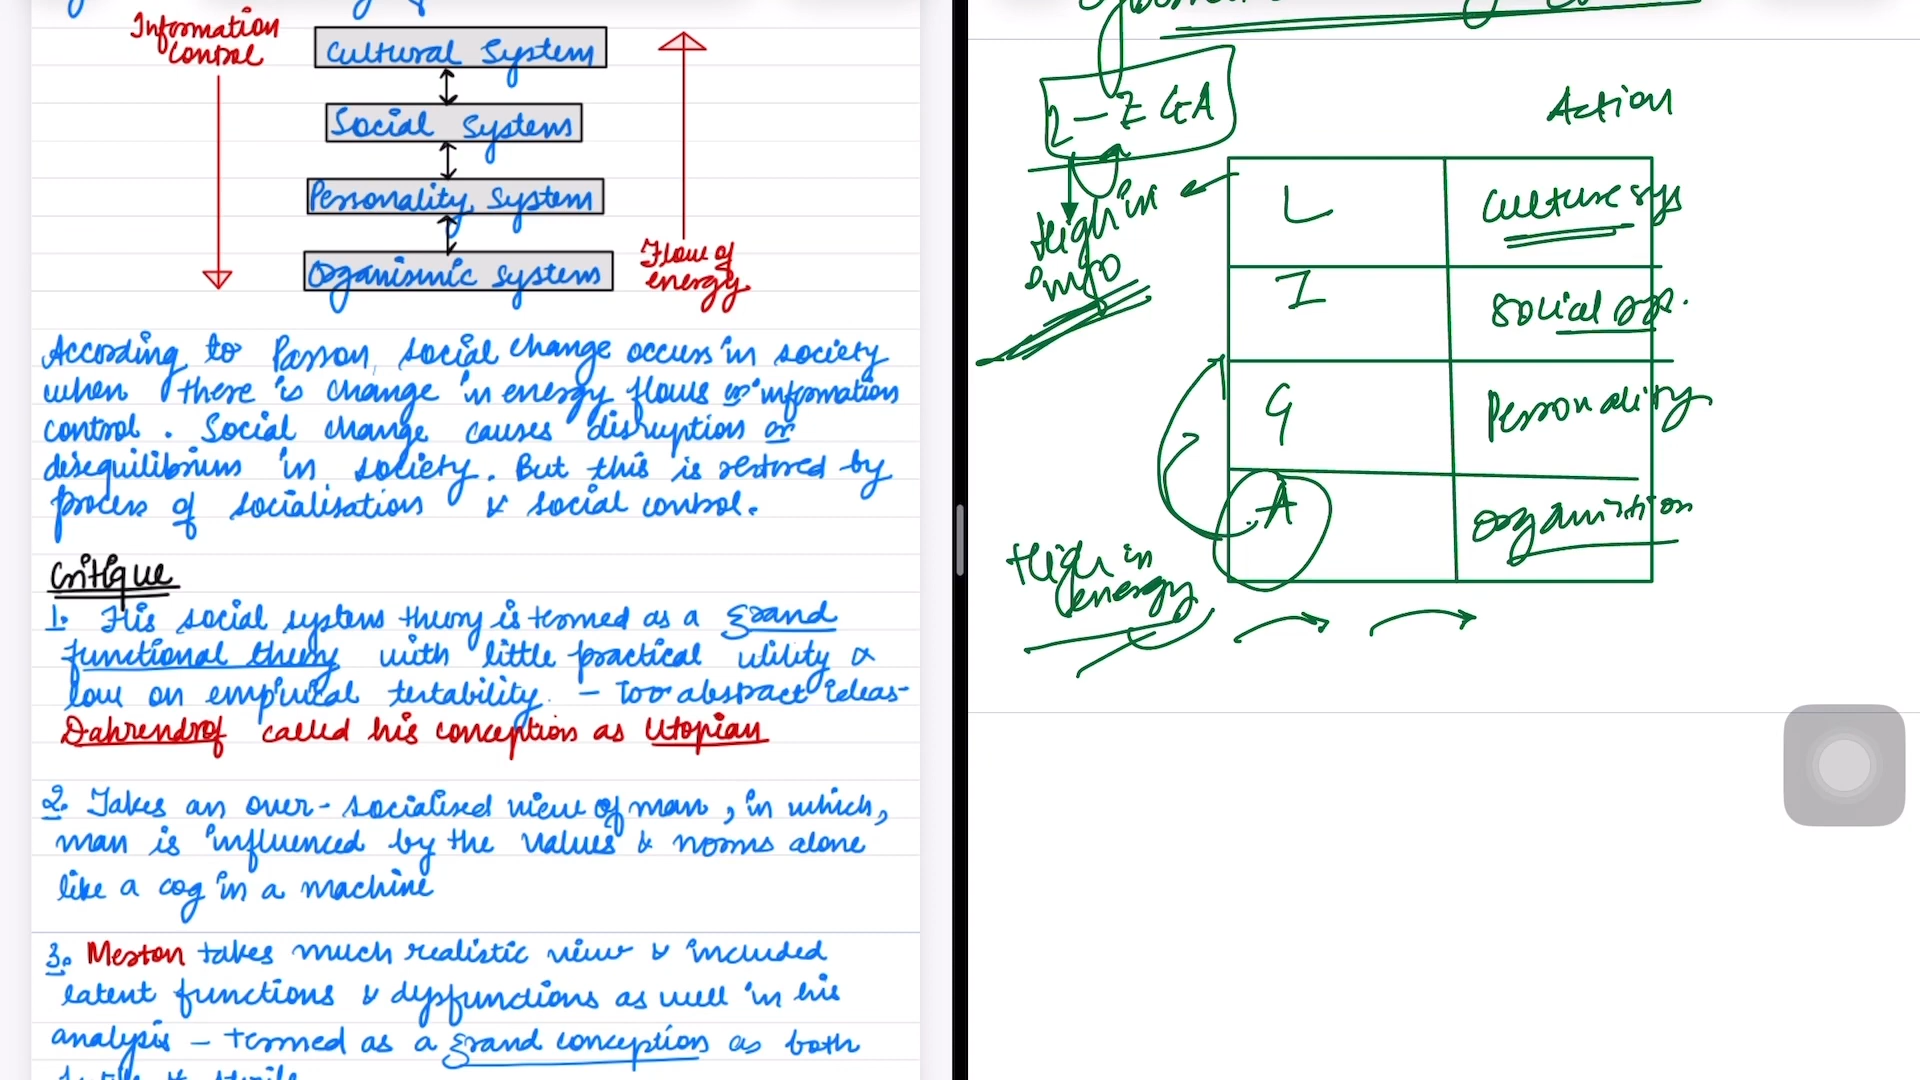 Information
Control
Cultural System
Social System
Personality System
Organismic system
Flow of
energy
According to Parson, social change occurs in society
when there is change in energy flows or information
control. Social change causes disruption or
disequilibrium in society. But this is restored by
process of socialisation & social control.
Critique
1. His social system theory is termed as a grand
functional theory with little practical utility &
low on empirical testability. - Too abstract ideas-
Dahrendrof called his conception as Utopian
2. Takes an over-socialised view of man, in which,
man is influenced by the values & norms alone
like a cog in a machine
3. Merton takes much realistic view & included
latent functions & dysfunctions as well in his
analysis - termed as a grand conception as both
Action
High in
info
L
Culture sys
I
Social sys.
G
Personality
A
organisation
High in
energy